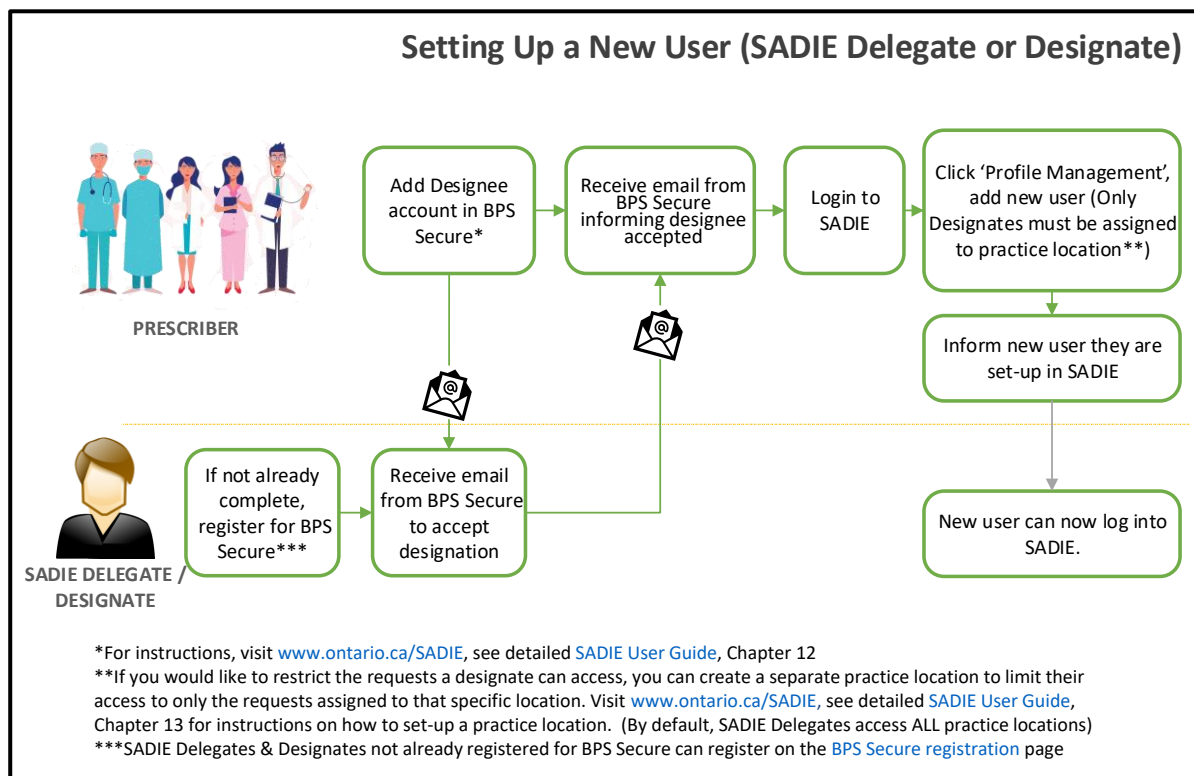 Setting Up a New User (SADIE Delegate or Designate)
Add Designee
account in BPS
Secure*
Receive email from
BPS Secure
informing designee
accepted
Login to
SADIE
Click ‘Profile Management’,
add new user (Only
Designates must be assigned
to practice location**)
PRESCRIBER
Inform new user they are
set-up in SADIE
@
@
If not already
complete,
register for BPS
Secure***
Receive email
from BPS Secure
to accept
designation
New user can now log into
SADIE.
SADIE DELEGATE /
DESIGNATE
*For instructions, visit www.ontario.ca/SADIE, see detailed SADIE User Guide, Chapter 12
**If you would like to restrict the requests a designate can access, you can create a separate practice location to limit their
access to only the requests assigned to that specific location. Visit www.ontario.ca/SADIE, see detailed SADIE User Guide,
Chapter 13 for instructions on how to set-up a practice location. (By default, SADIE Delegates access ALL practice locations)
***SADIE Delegates & Designates not already registered for BPS Secure can register on the BPS Secure registration page